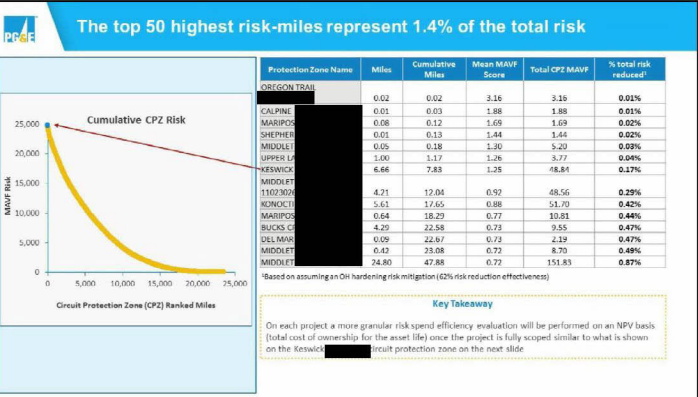 PG&E
The top 50 highest risk-miles represent 1.4% of the total risk
Cumulative CPZ Risk
25,000
20,000
15,000
10,000
5,000
0
MAVF Risk
0 5,000 10,000 15,000 20,000 25,000
Circuit Protection Zone (CPZ) Ranked Miles
Protection Zone Name Miles Cumulative Miles Mean MAVF Score Total CPZ MAVF % total risk reduced¹
OREGON TRAIL 0.02 0.02 3.16 3.16 0.01%
CALPINE 0.01 0.03 1.88 1.88 0.01%
MARIPOS 0.08 0.12 1.69 1.69 0.02%
SHEPHER 0.01 0.13 1.44 1.44 0.02%
MIDDLET 0.05 0.18 1.30 5.20 0.03%
UPPER LA 1.00 1.17 1.26 3.77 0.04%
KESWICK 6.66 7.83 1.25 48.84 0.17%
MIDDLET
11023026 4.21 12.04 0.92 48.56 0.29%
KONOCTI 5.61 17.65 0.88 51.70 0.42%
MARIPOS 0.64 18.29 0.77 10.81 0.44%
BUCKS CR 4.29 22.58 0.73 9.55 0.47%
DEL MAR 0.09 22.67 0.73 2.19 0.47%
MIDDLET 0.42 23.08 0.72 8.70 0.49%
MIDDLET 24.80 47.88 0.72 151.83 0.87%
¹Based on assuming an OH hardening risk mitigation (62% risk reduction effectiveness)
Key Takeaway
On each project a more granular risk spend efficiency evaluation will be performed on an NPV basis
(total cost of ownership for the asset life) once the project is fully scoped similar to what is shown
on the Keswick circuit protection zone on the next slide